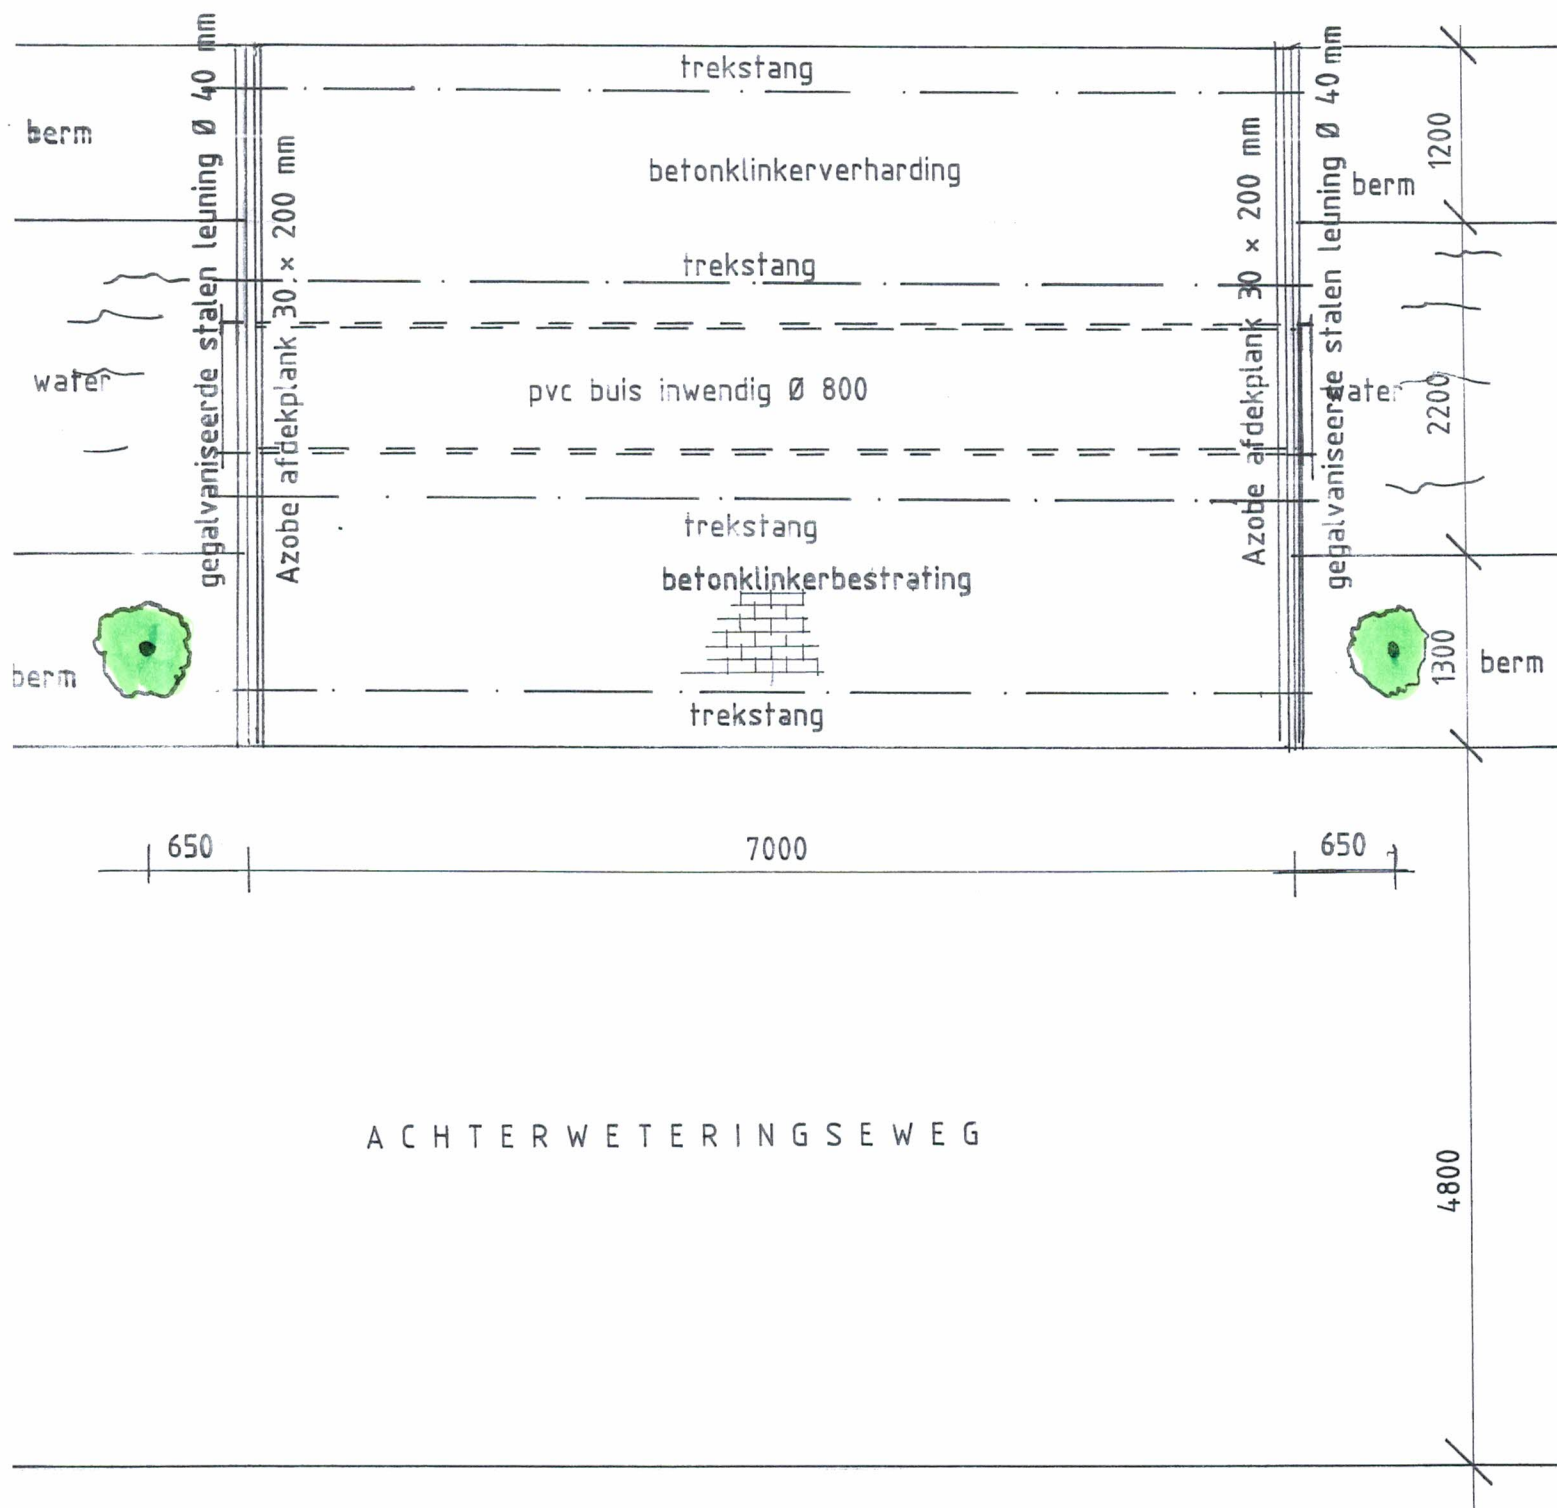 trekstang
gegalvaniseerde stalen leuning Ø 40 mm
gegalvaniseerde stalen leuning Ø 40 mm
berm
1200
Azobe afdekplank 30 x 200 mm
betonklinkerverharding
Azobe afdekplank 30 x 200 mm
berm
trekstang
water
pvc buis inwendig Ø 800
water
2200
trekstang
betonklinkerbestrating
berm
1300
berm
trekstang
650
7000
650
ACHTERWETERINGSEWEG
4800